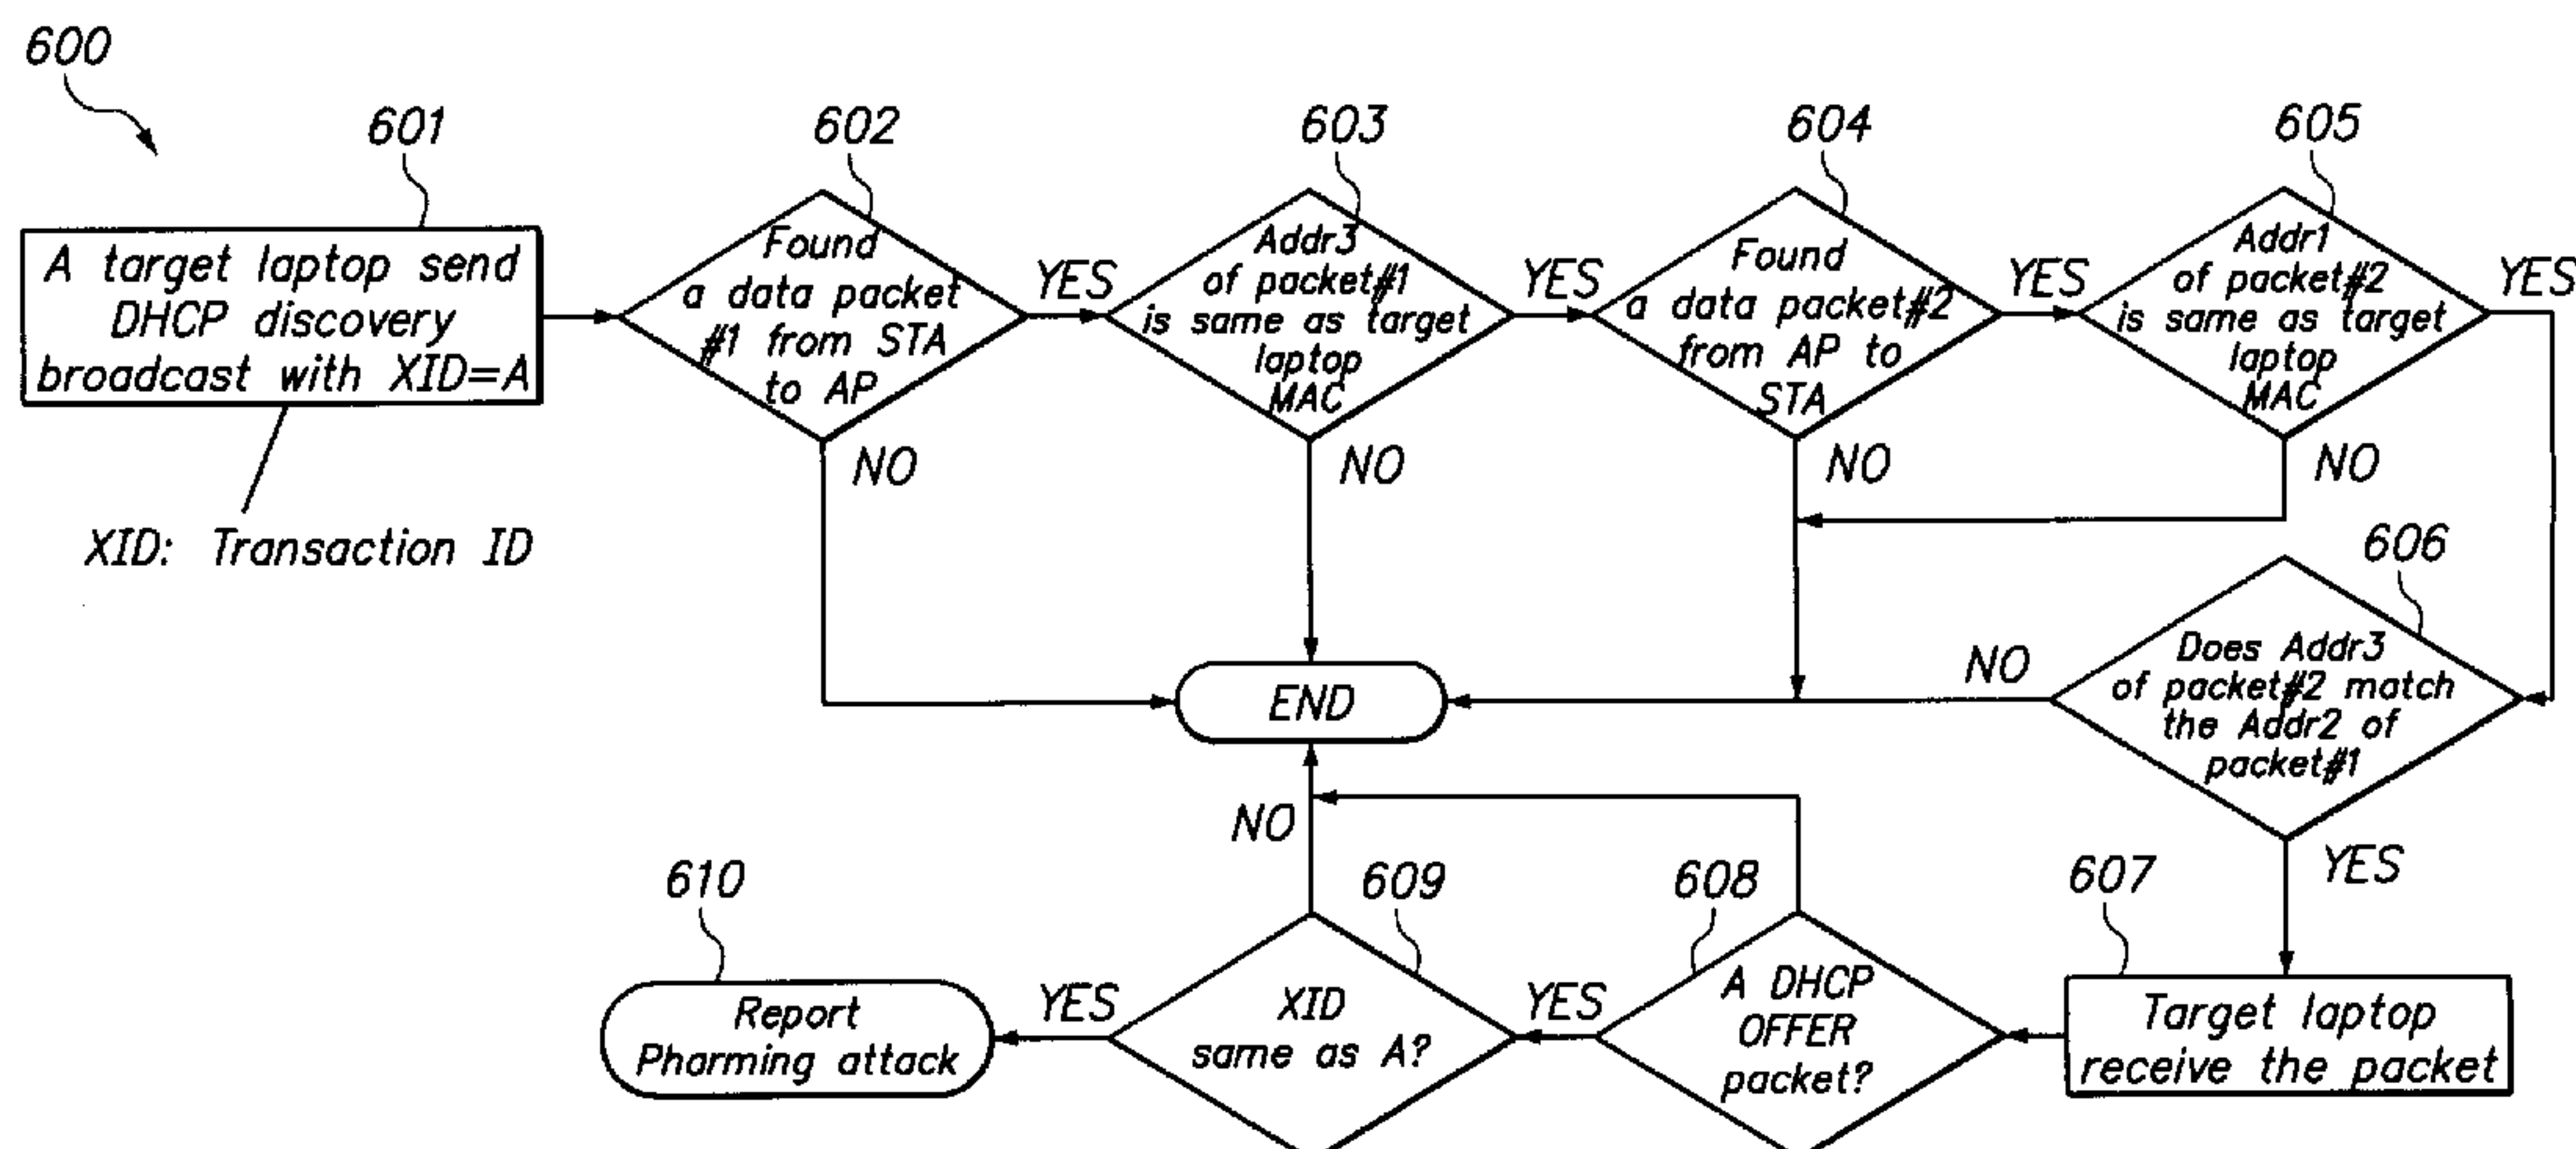 600
601
A target laptop send
DHCP discovery
broadcast with XID=A
XID: Transaction ID
602
Found
a data packet
#1 from STA
to AP
YES
NO
603
Addr3
of packet#1
is same as target
laptop
MAC
YES
NO
604
Found
a data packet#2
from AP to
STA
YES
NO
605
Addr1
of packet#2
is same as target
laptop
MAC
YES
NO
606
Does Addr3
of packet#2 match
the Addr2 of
packet#1
NO
YES
END
607
Target laptop
receive the packet
608
A DHCP
OFFER
packet?
YES
609
XID
same as A?
NO
YES
610
Report
Pharming attack